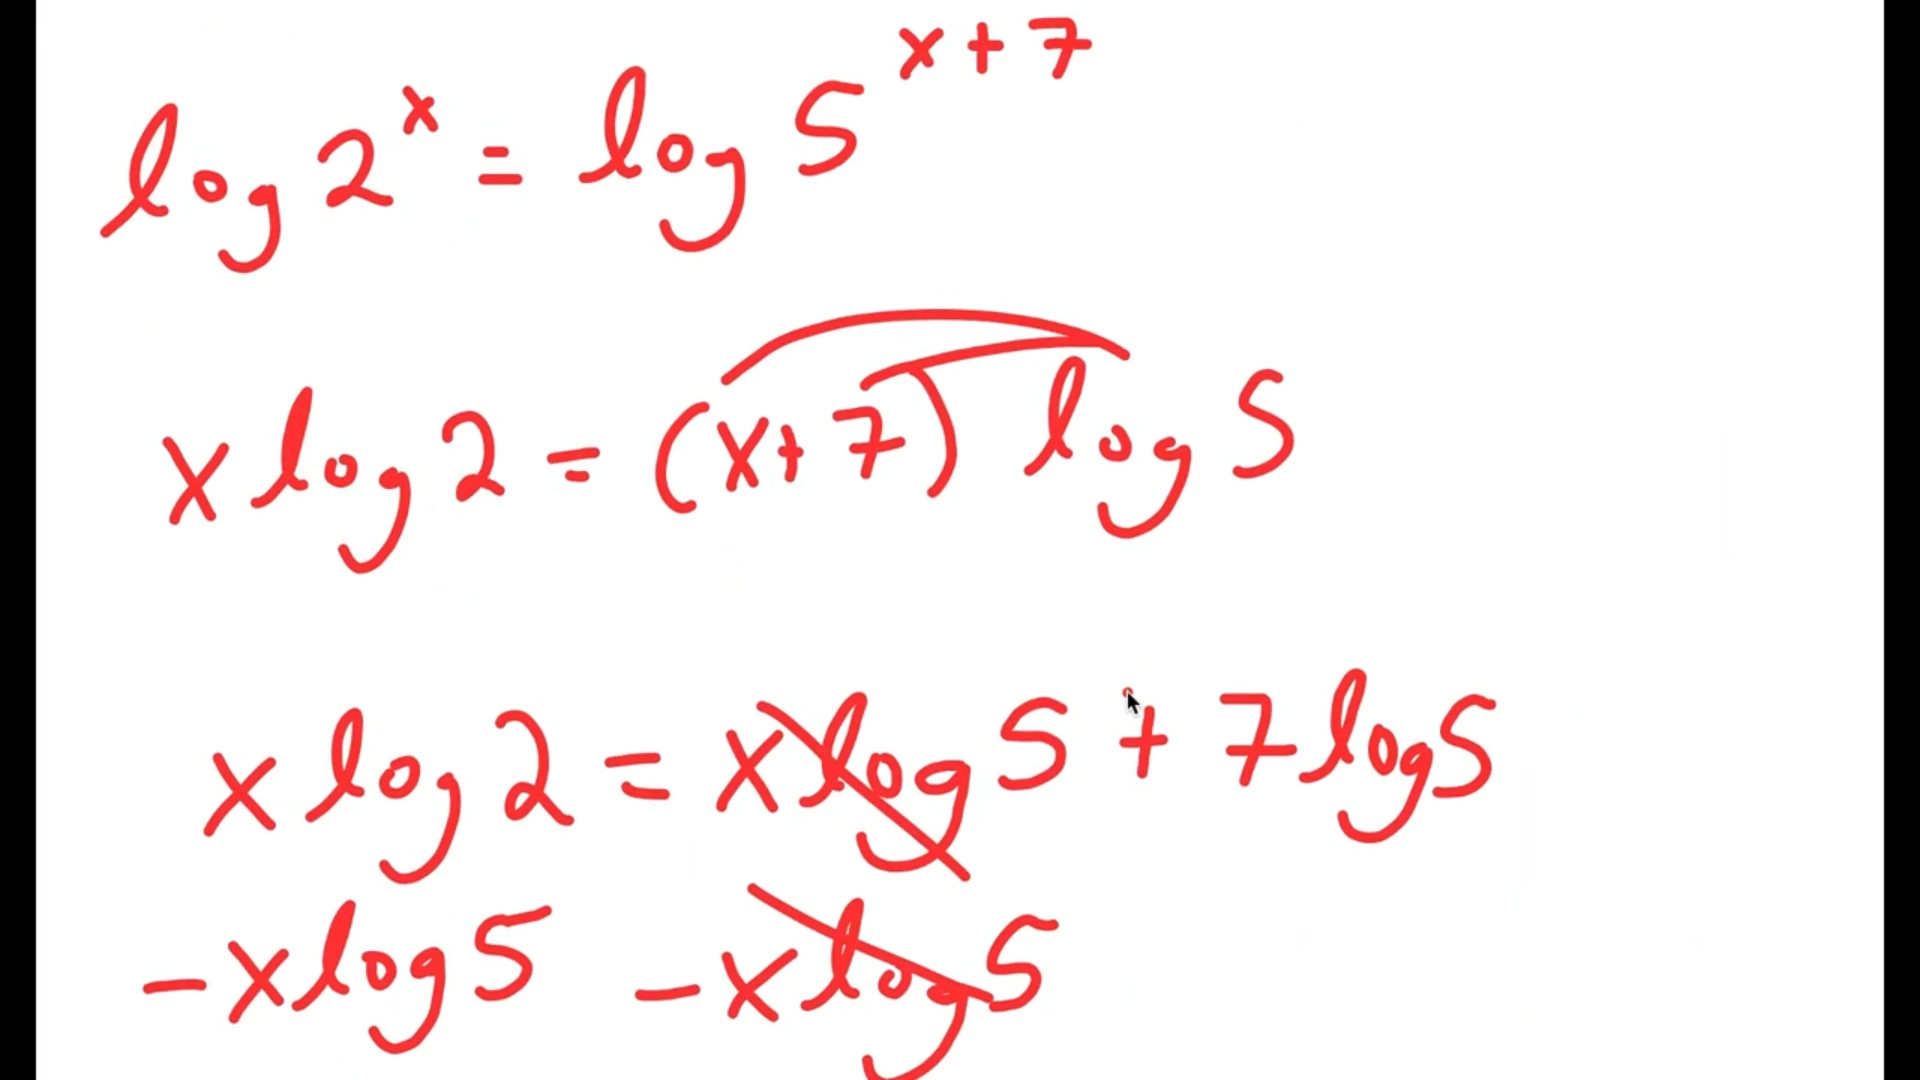 log 2^x = log 5^x+7
x log 2 = (x+7) log 5
x log 2 = x log 5 + 7 log 5
-x log 5 -x log 5